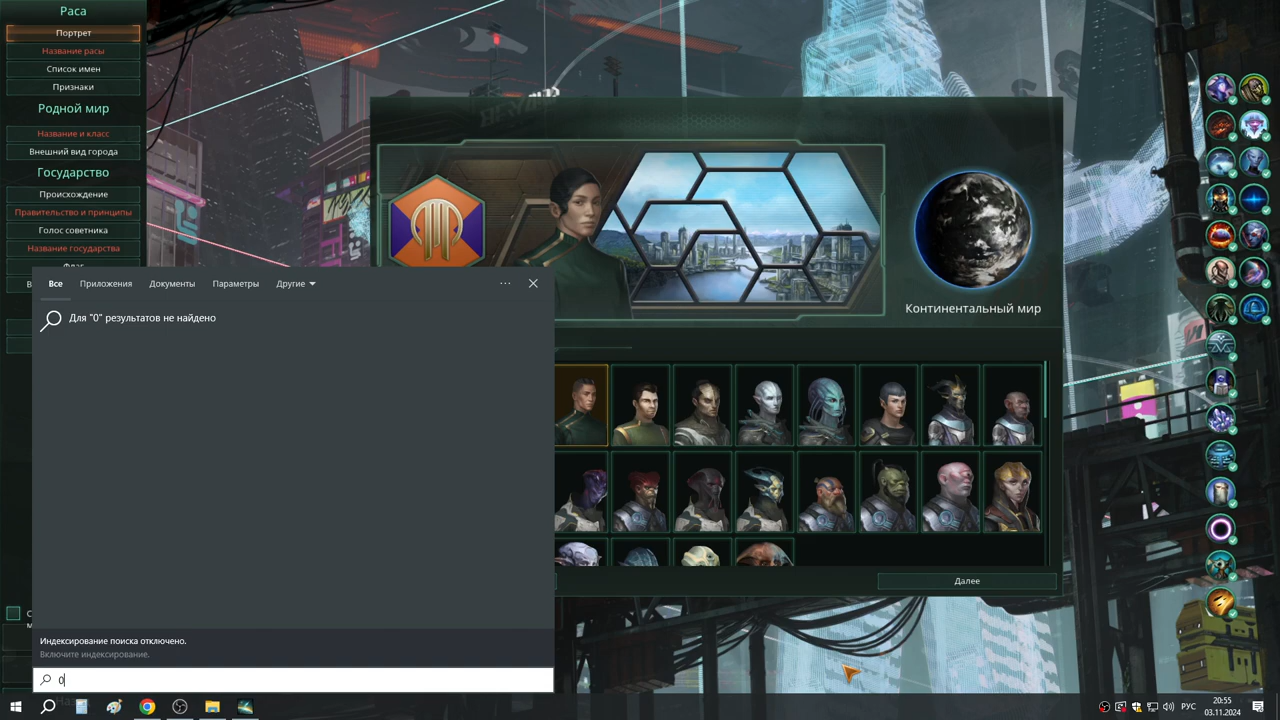 Раса
Портрет
Название расы
Список имен
Признаки
Родной мир
Название и класс
Внешний вид города
Государство
Происхождение
Правительство и принципы
Голос советника
Название государства
Континентальный мир
Все
Приложения
Документы
Параметры
Другие
Для "0" результатов не найдено
Далее
Индексирование поиска отключено.
Включите индексирование.
0
РУС
20:55
03.11.2024